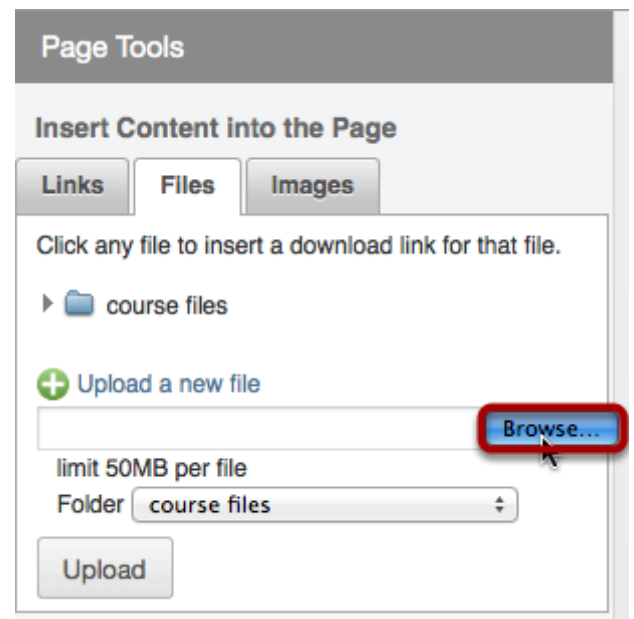 Page Tools
Insert Content into the Page
Links Files Images
Click any file to insert a download link for that file.
course files
Upload a new file
Browse...
limit 50MB per file
Folder course files
Upload